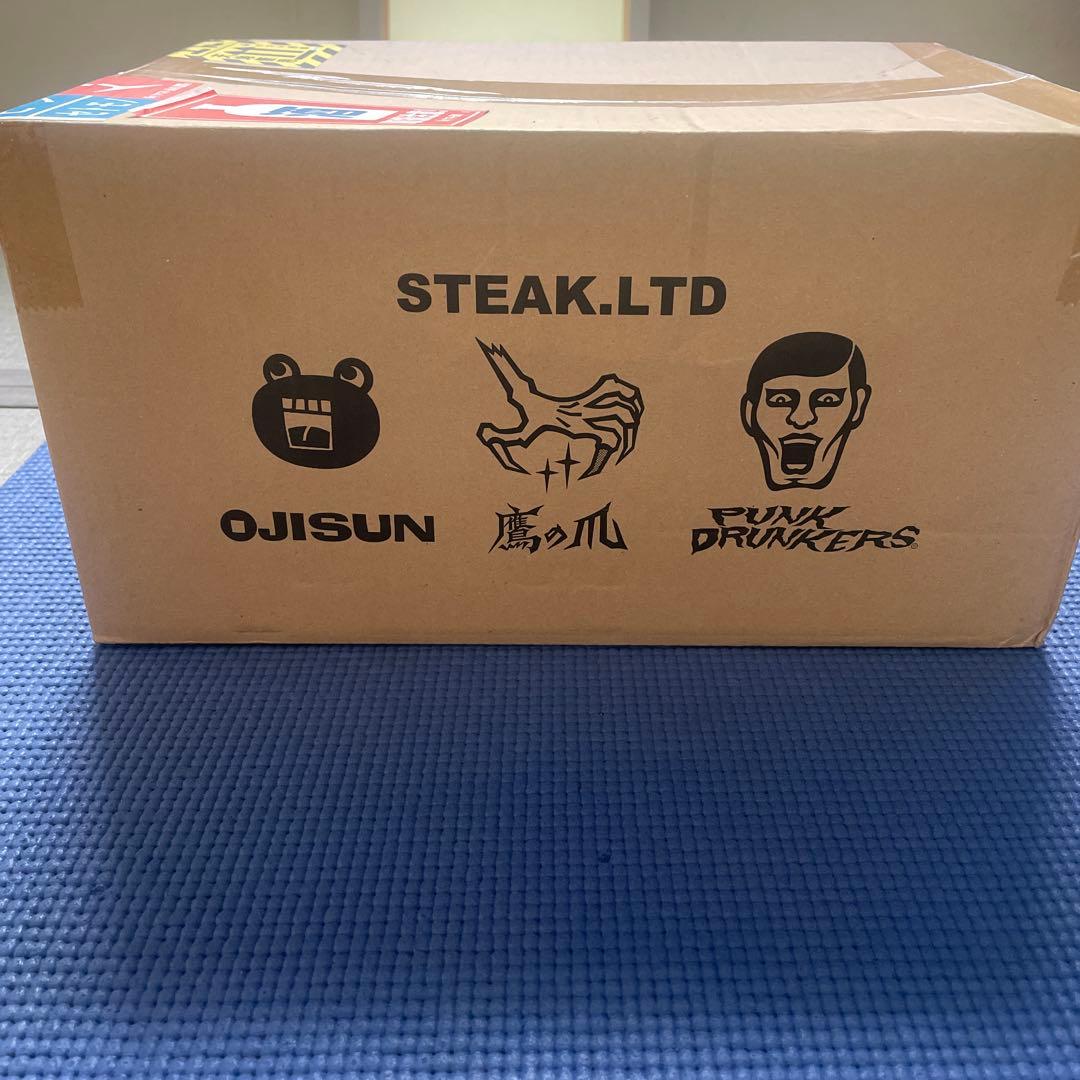 STEAK.LTD
OJISUN
鷹の爪
PUNK
DRUNKERS